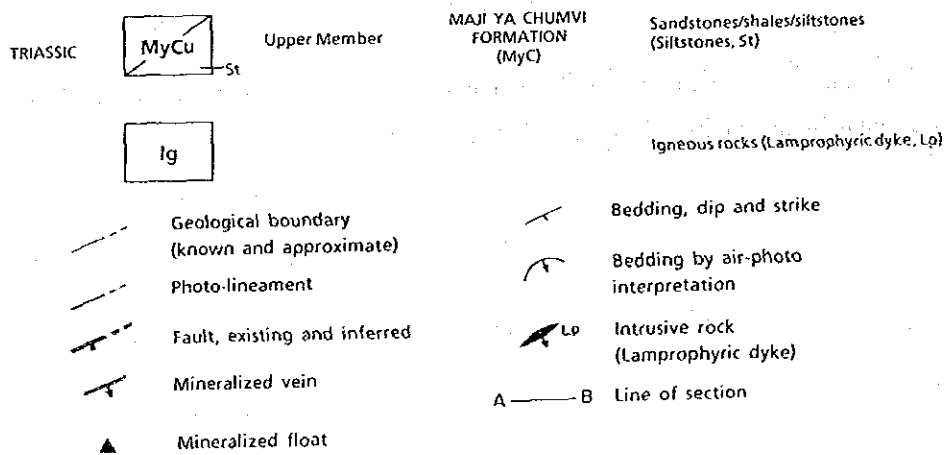 TRIASSIC
MyCu
St
Upper Member
MAJI YA CHUMVI
FORMATION
(MyC)
Sandstones/shales/siltstones
(Siltstones, St)
Ig
Igneous rocks (Lamprophyric dyke, Lp)
Geological boundary
(known and approximate)
Photo-lineament
Fault, existing and inferred
Mineralized vein
Mineralized float
Bedding, dip and strike
Bedding by air-photo
interpretation
Lp
Intrusive rock
(Lamprophyric dyke)
A B Line of section